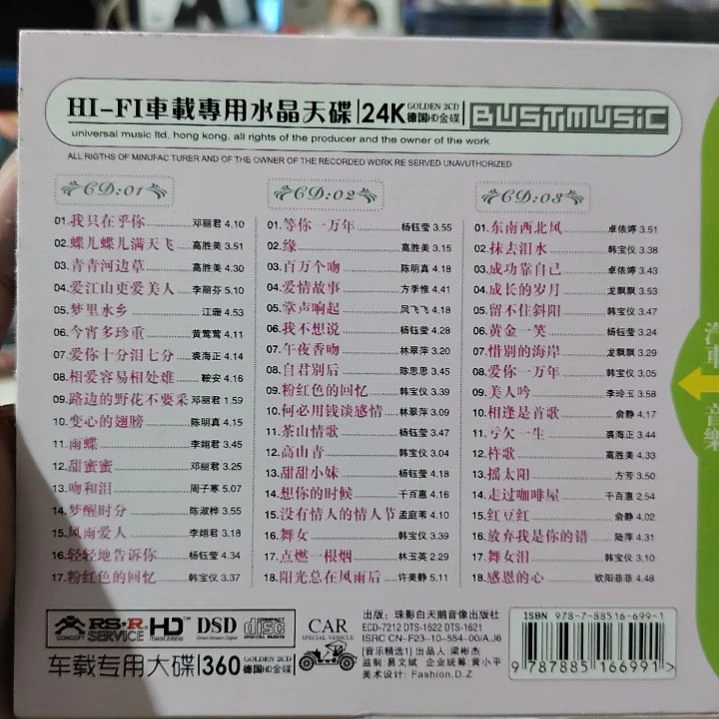 HI-FI車載專用水晶天碟 24K GOLDEN 2CD 德国HD金碟 BUSTMUSIC
universal music ltd, hong kong, all rights of the producer and the owner of the work
ALL RIGTHS OF MINUFAC TURER AND OF THE OWNER OF THE RECORDED WORK RE SERVED UNAVUTHORIZED
CD:01
01.我只在乎你 邓丽君 4.10
02.蝶儿蝶儿满天飞 高胜美 3.51
03.青青河边草 高胜美 4.30
04.爱江山更爱美人 李丽芬 5.10
05.梦里水乡 江珊 4.53
06.今宵多珍重 黄莺莺 4.11
07.爱你十分泪七分 裘海正 4.14
08.相爱容易相处难 鞍安 4.16
09.路边的野花不要采 邓丽君 1.59
10.变心的翅膀 陈明真 4.15
11.雨蝶 李翊君 3.45
12.甜蜜蜜 邓丽君 3.25
13.吻和泪 周子寒 5.07
14.梦醒时分 陈淑桦 3.55
15.风雨爱人 李翊君 3.18
16.轻轻地告诉你 杨钰莹 4.34
17.粉红色的回忆 韩宝仪 3.37
CD:02
01.等你一万年 杨钰莹 3.55
02.缘 高胜美 3.15
03.百万个吻 陈明真 4.18
04.爱情故事 方季惟 4.41
05.掌声响起 凤飞飞 4.18
06.我不想说 杨钰莹 4.28
07.午夜香吻 林翠萍 3.20
08.自君别后 陈思思 3.45
09.粉红色的回忆 韩宝仪 3.39
10.何必用钱谈感情 林翠萍 3.09
11.茶山情歌 杨钰莹 3.47
12.高山青 韩宝仪 3.04
13.甜甜小妹 杨钰莹 4.18
14.想你的时候 千百惠 4.16
15.没有情人的情人节 孟庭苇 4.10
16.舞女 韩宝仪 3.39
17.点燃一根烟 林玉英 2.29
18.阳光总在风雨后 许美静 5.11
CD:03
01.东南西北风 卓依婷 3.51
02.抹去泪水 韩宝仪 3.38
03.成功靠自己 卓依婷 3.43
04.成长的岁月 龙飘飘 3.53
05.留不住斜阳 韩宝仪 3.47
06.黄金一笑 杨钰莹 3.24
07.惜别的海岸 龙飘飘 3.29
08.爱你一万年 韩宝仪 3.05
09.美人吟 李玲玉 3.58
10.相逢是首歌 俞静 4.17
11.亏欠一生 裘海正 3.44
12.杵歌 高胜美 4.33
13.摇太阳 方芳 3.50
14.走过咖啡屋 千百惠 2.54
15.红豆红 俞静 4.02
16.放弃我是你的错 陆萍 4.31
17.舞女泪 韩宝仪 3.10
18.感恩的心 欧阳菲菲 4.48
汽車音樂
RS·R SERVICE HD DSD COMPACT disc DIGITAL AUDIO
CAR
SPECIAL VEHICLE
车载专用大碟 360 GOLDEN 2CD 德国HD金碟
出版：珠影白天鹅音像出版社
ECD-7212 DTS-1522 DTS-1621
ISRC CN-F23-10-554-00/A.J6
[音乐精选1] 出品人：梁彬杰
监制：易文斌 企业统筹：黄小平
美术设计：Fashion.D.Z
ISBN 978-7-88516-699-1
9 787885 166991 >